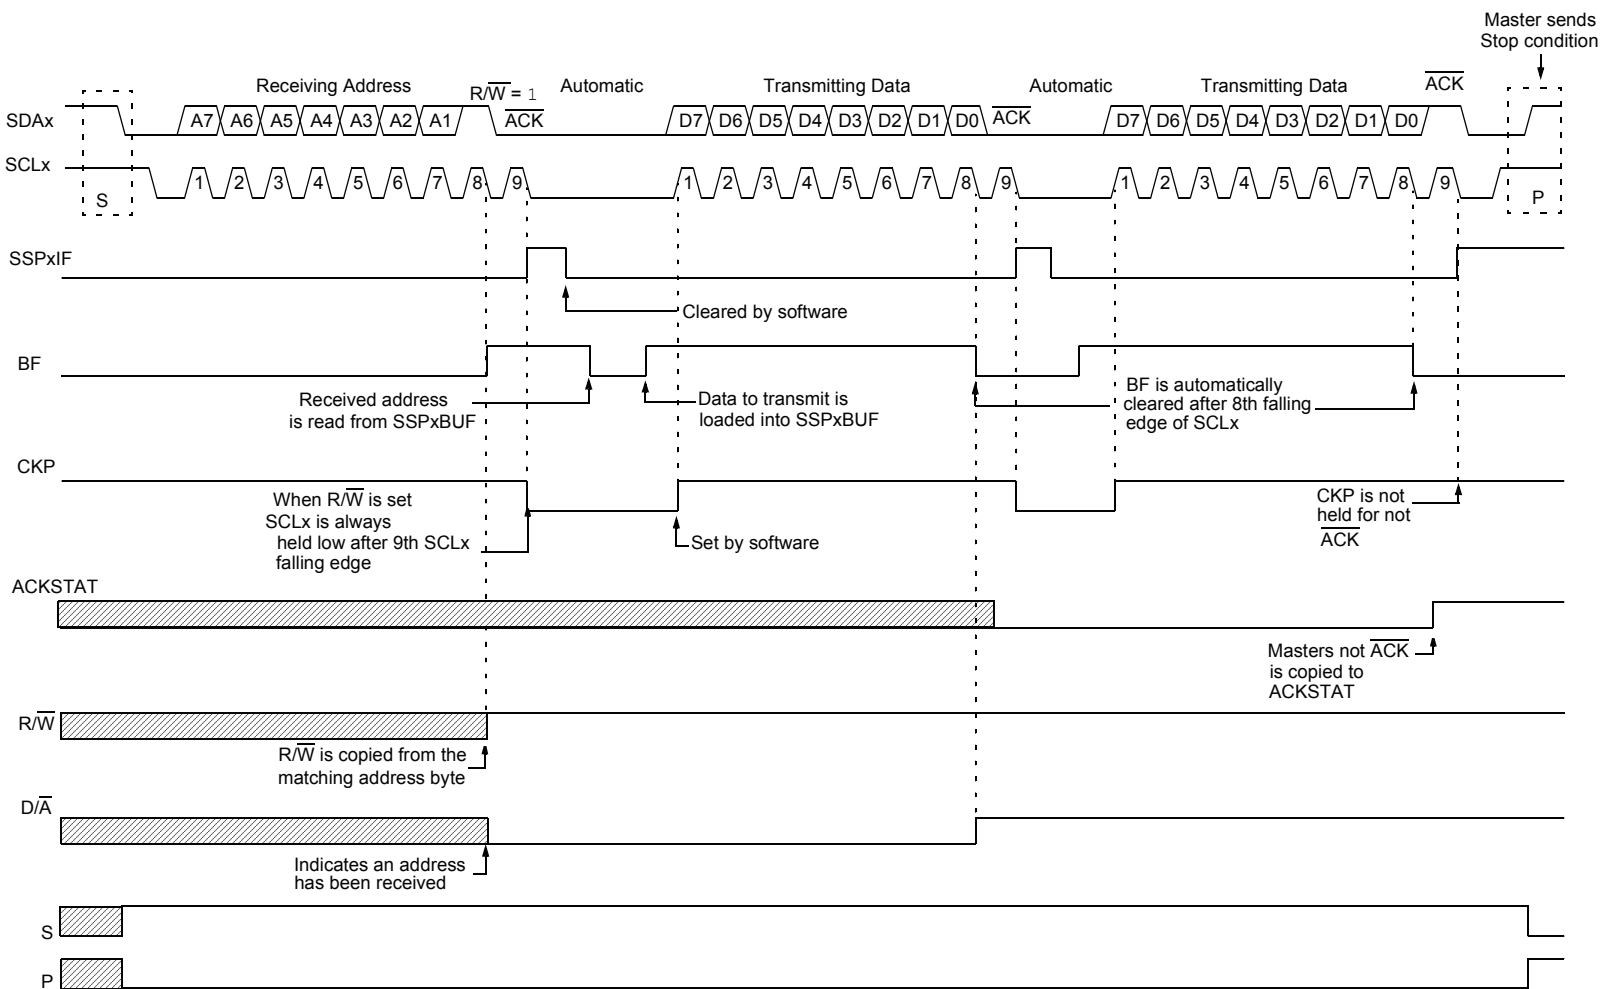 Master sends
Stop condition
Receiving Address
R/W = 1
Automatic
Transmitting Data
Automatic
Transmitting Data
ACK
SDAx
A7 A6 A5 A4 A3 A2 A1
ACK
D7 D6 D5 D4 D3 D2 D1 D0
ACK
D7 D6 D5 D4 D3 D2 D1 D0
SCLx
S
1 2 3 4 5 6 7 8 9
1 2 3 4 5 6 7 8 9
1 2 3 4 5 6 7 8 9
P
SSPxIF
Cleared by software
BF
Received address
is read from SSPxBUF
Data to transmit is
loaded into SSPxBUF
BF is automatically
cleared after 8th falling
edge of SCLx
CKP
When R/W is set
SCLx is always
held low after 9th SCLx
falling edge
Set by software
CKP is not
held for not
ACK
ACKSTAT
Masters not ACK
is copied to
ACKSTAT
R/W
R/W is copied from the
matching address byte
D/A
Indicates an address
has been received
S
P